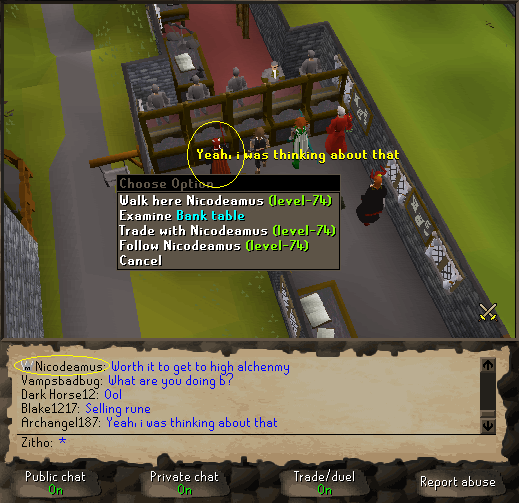 Yeah, i was thinking about that
Choose Option
Walk here Nicodeamus (level-74)
Examine Bank table
Trade with Nicodeamus (level-74)
Follow Nicodeamus (level-74)
Cancel
W Nicodeamus: Worth it to get to high alchenmy
Vampsbadbug: What are you doing b?
Dark Horse12: Ool
Blake1217: Selling rune
Archangel187: Yeah, i was thinking about that
Zitho: *
Public chat
On
Private chat
On
Trade/duel
On
Report abuse